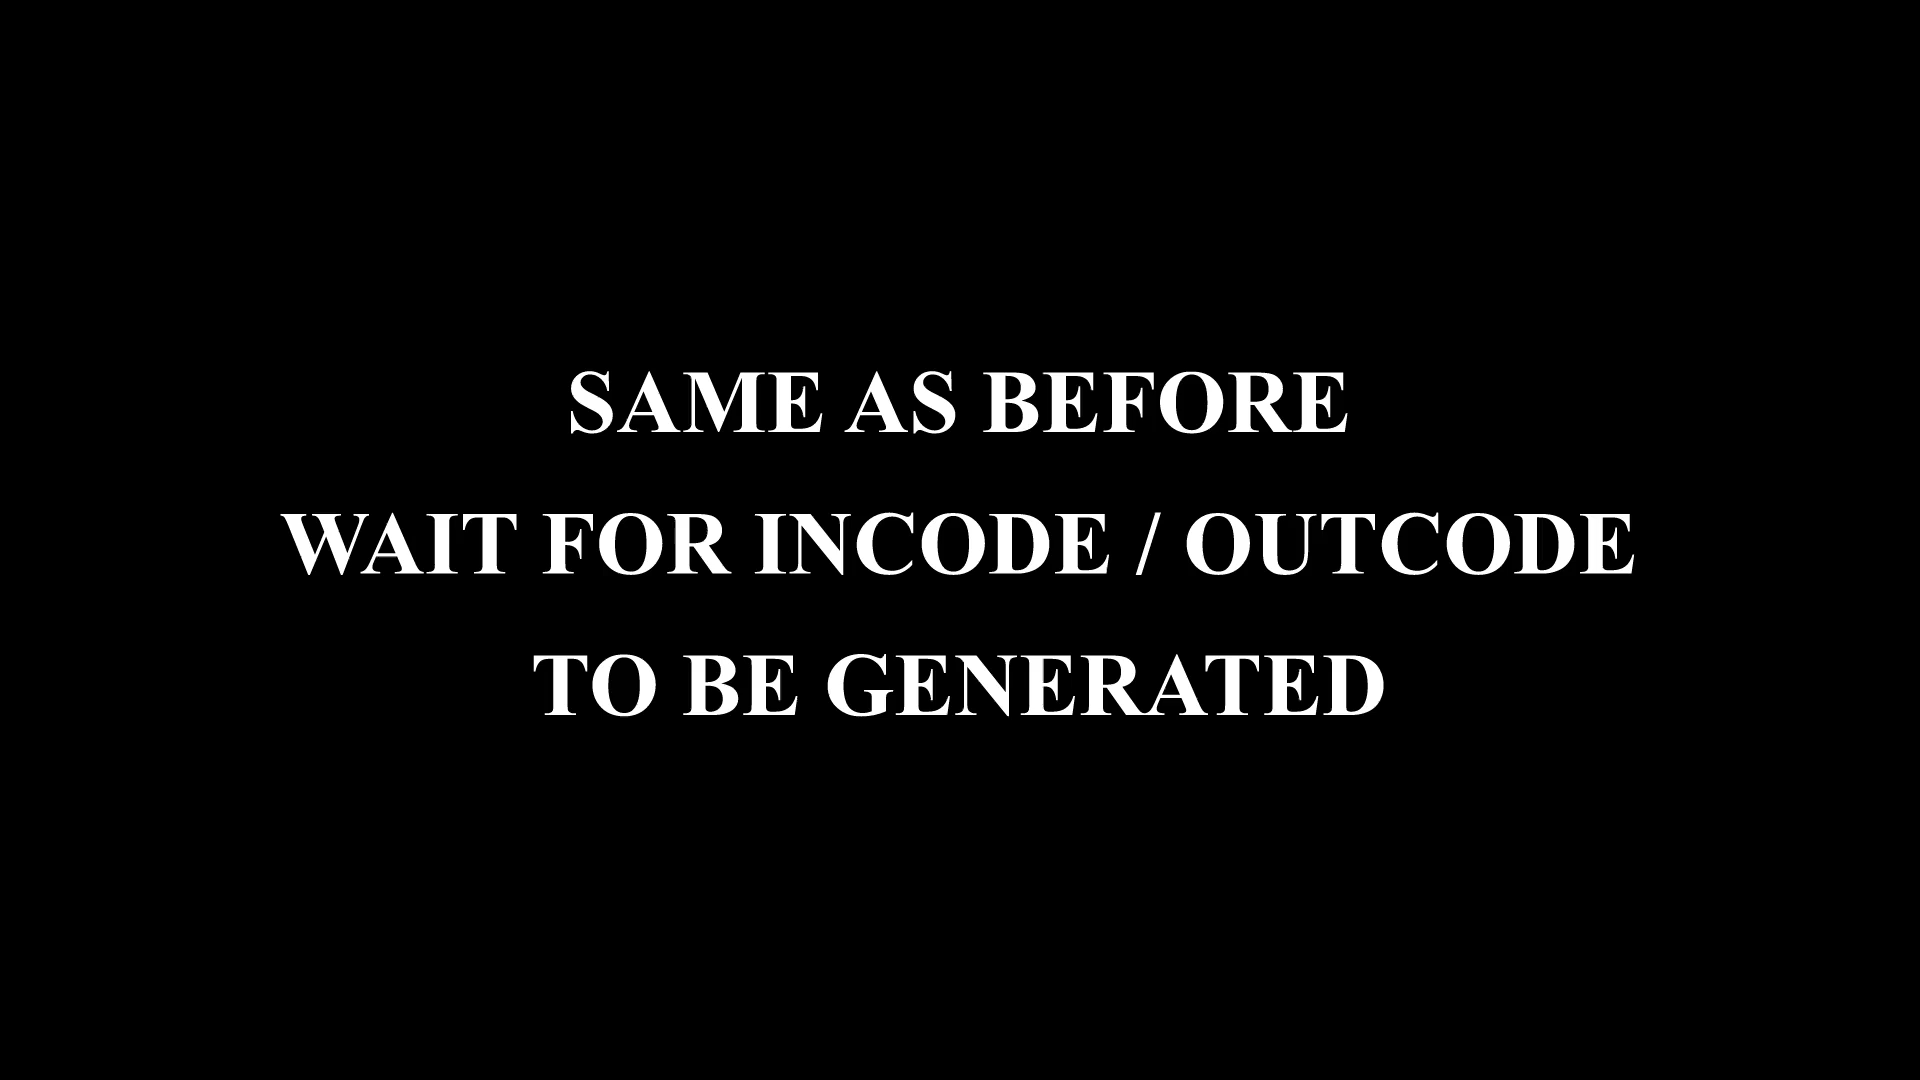 SAME AS BEFORE
WAIT FOR INCODE / OUTCODE
TO BE GENERATED